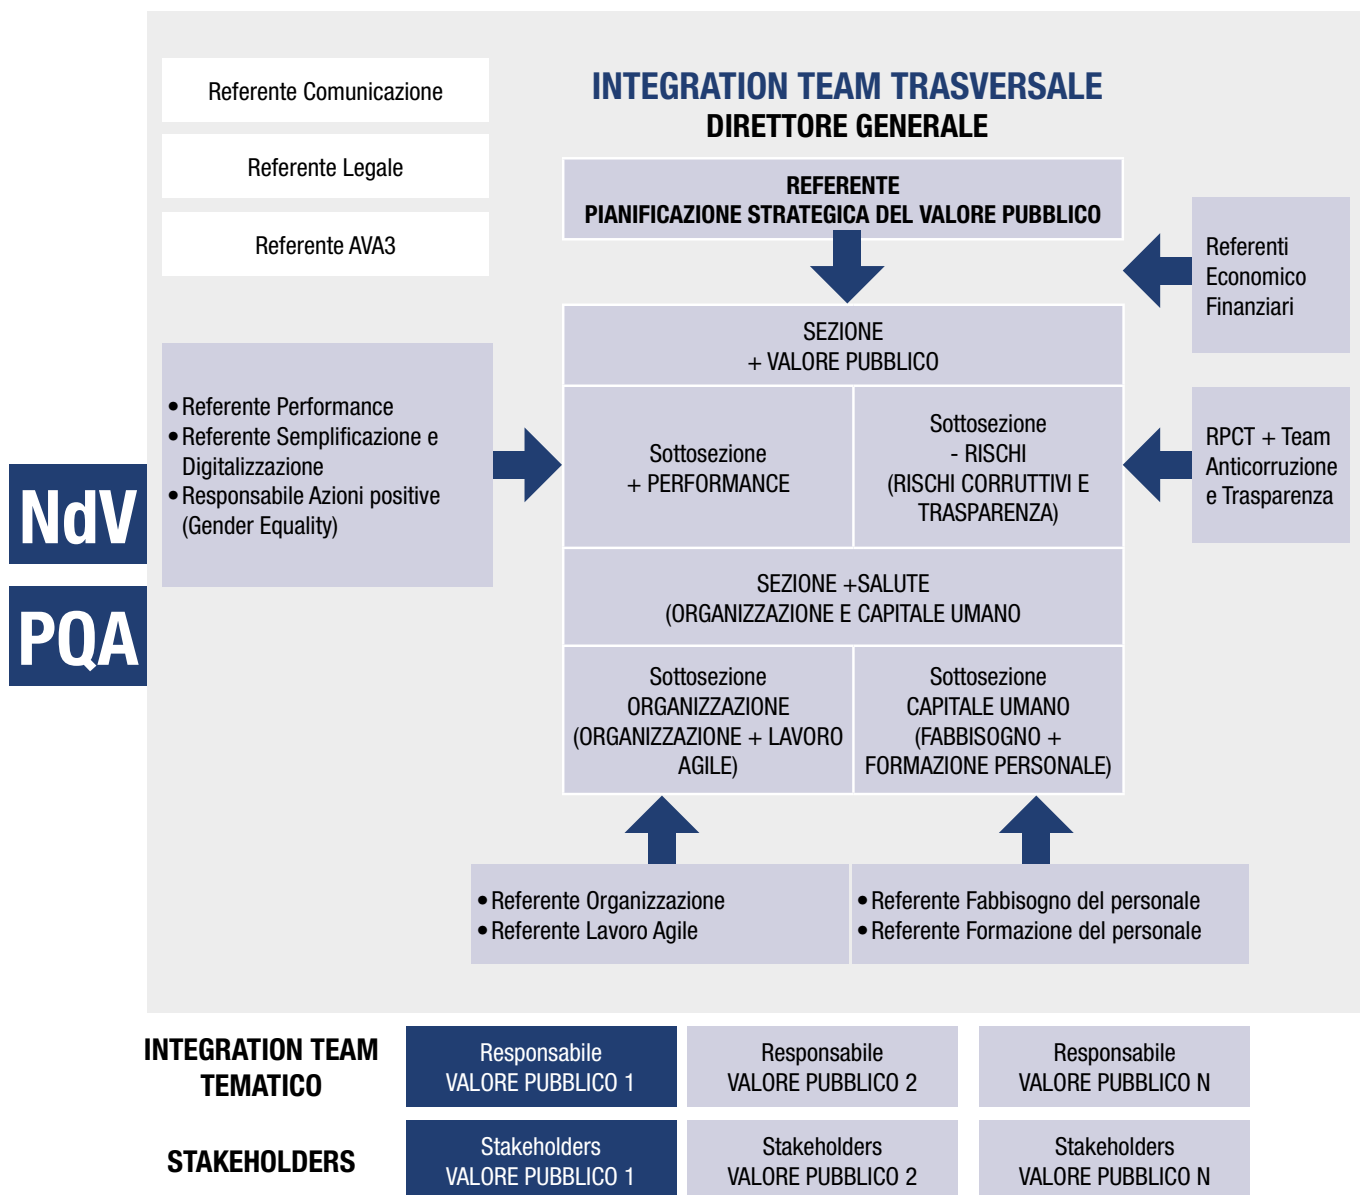 Referente Comunicazione
Referente Legale
Referente AVA3
INTEGRATION TEAM TRASVERSALE
DIRETTORE GENERALE
REFERENTE
PIANIFICAZIONE STRATEGICA DEL VALORE PUBBLICO
Referenti
Economico
Finanziari
SEZIONE
+ VALORE PUBBLICO
• Referente Performance
• Referente Semplificazione e
Digitalizzazione
• Responsabile Azioni positive
(Gender Equality)
Sottosezione
+ PERFORMANCE
Sottosezione
- RISCHI
(RISCHI CORRUTTIVI E
TRASPARENZA)
RPCT + Team
Anticorruzione
e Trasparenza
NdV
PQA
SEZIONE +SALUTE
(ORGANIZZAZIONE E CAPITALE UMANO
Sottosezione
ORGANIZZAZIONE
(ORGANIZZAZIONE + LAVORO
AGILE)
Sottosezione
CAPITALE UMANO
(FABBISOGNO +
FORMAZIONE PERSONALE)
• Referente Organizzazione
• Referente Lavoro Agile
• Referente Fabbisogno del personale
• Referente Formazione del personale
INTEGRATION TEAM
TEMATICO
Responsabile
VALORE PUBBLICO 1
Responsabile
VALORE PUBBLICO 2
Responsabile
VALORE PUBBLICO N
STAKEHOLDERS
Stakeholders
VALORE PUBBLICO 1
Stakeholders
VALORE PUBBLICO 2
Stakeholders
VALORE PUBBLICO N